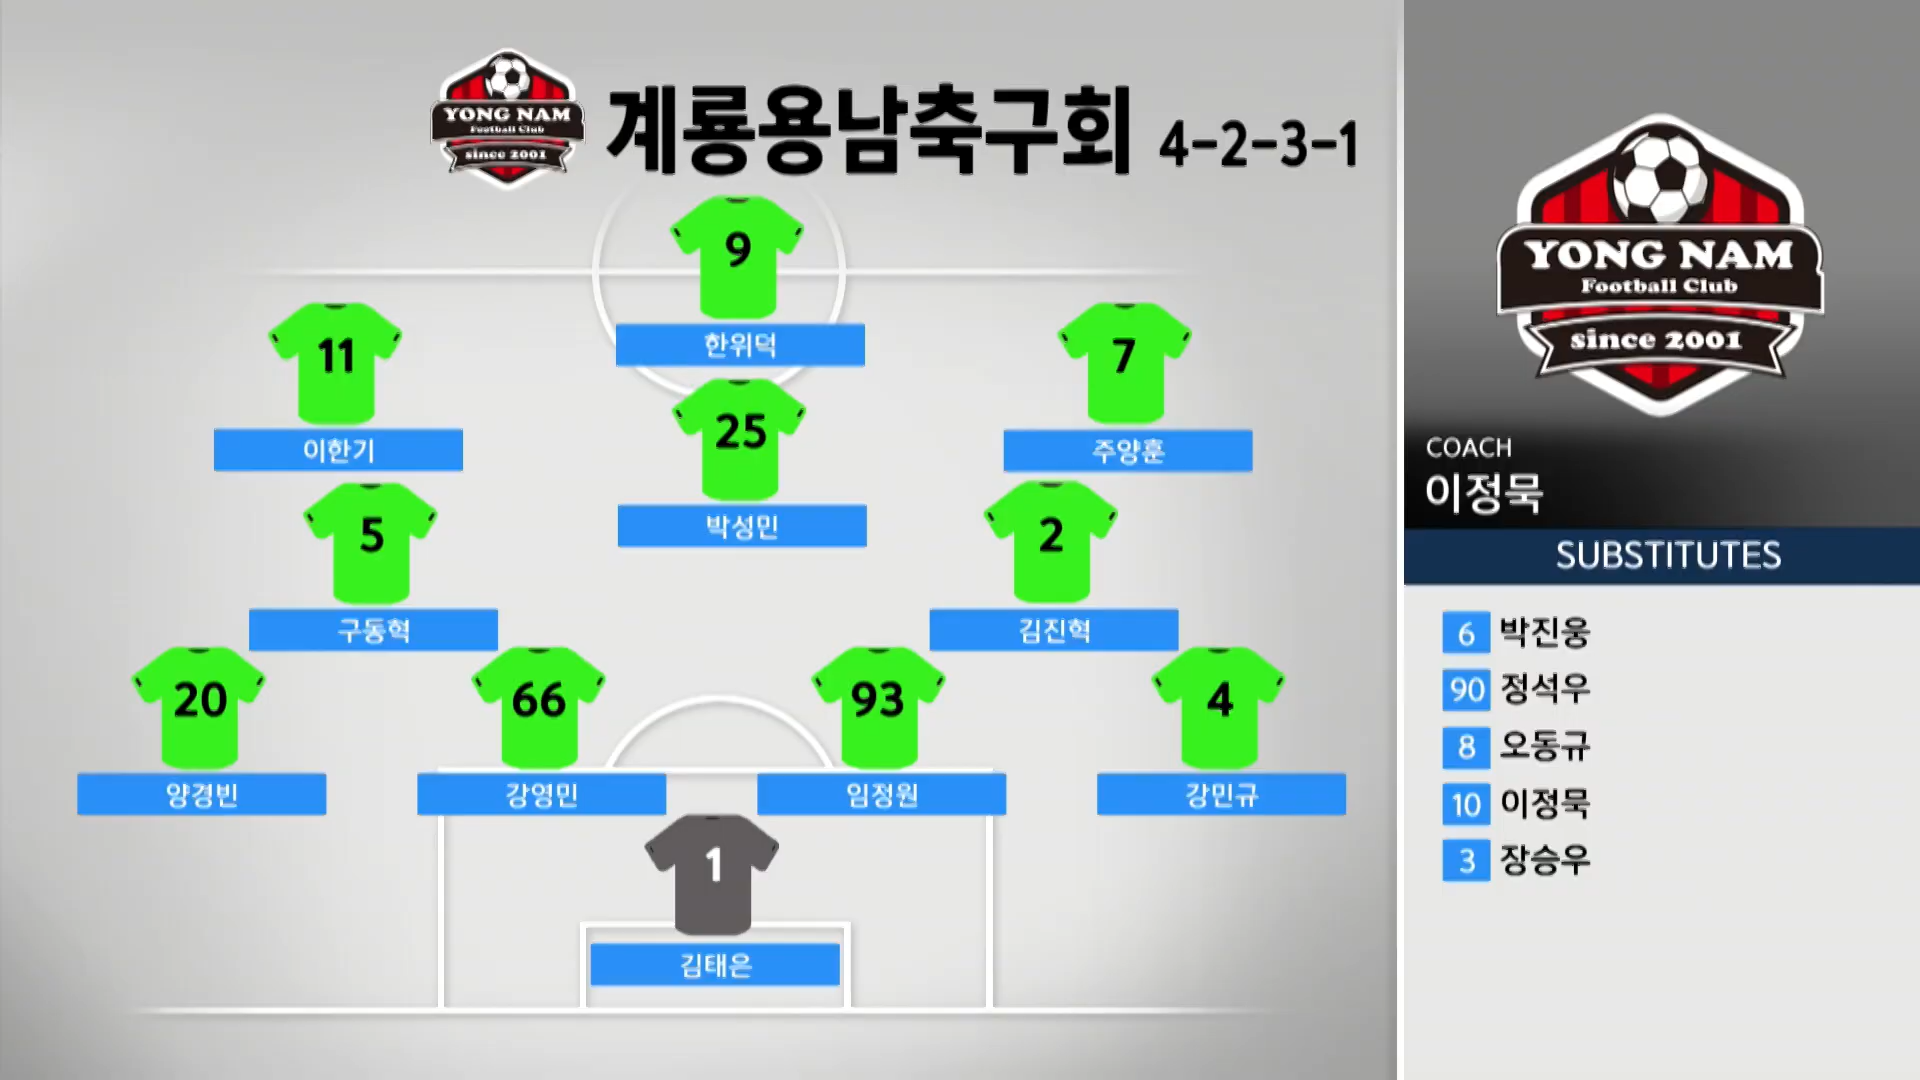 YONG NAM
Football Club
since 2001
계룡용남축구회 4-2-3-1
9
한위덕
11
이한기
7
주양훈
25
박성민
5
구동혁
2
김진혁
20
양경빈
66
강영민
93
임정원
4
강민규
1
김태은
YONG NAM
Football Club
since 2001
COACH
이정묵
SUBSTITUTES
6 박진웅
90 정석우
8 오동규
10 이정묵
3 장승우